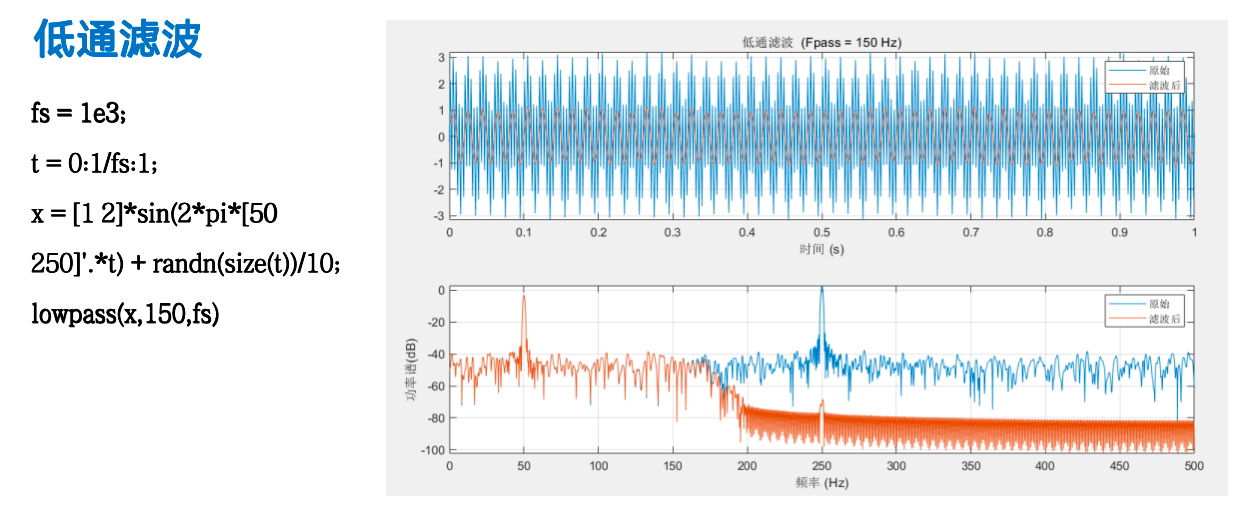 低通滤波
fs = 1e3;
t = 0:1/fs:1;
x = [1 2]*sin(2*pi*[50
250]'.*t) + randn(size(t))/10;
lowpass(x,150,fs)
低通滤波 (Fpass = 150 Hz)
原始
滤波后
3
2
1
0
-1
-2
-3
0 0.1 0.2 0.3 0.4 0.5 0.6 0.7 0.8 0.9 1
时间 (s)
原始
滤波后
功率谱(dB)
0
-20
-40
-60
-80
-100
0 50 100 150 200 250 300 350 400 450 500
频率 (Hz)